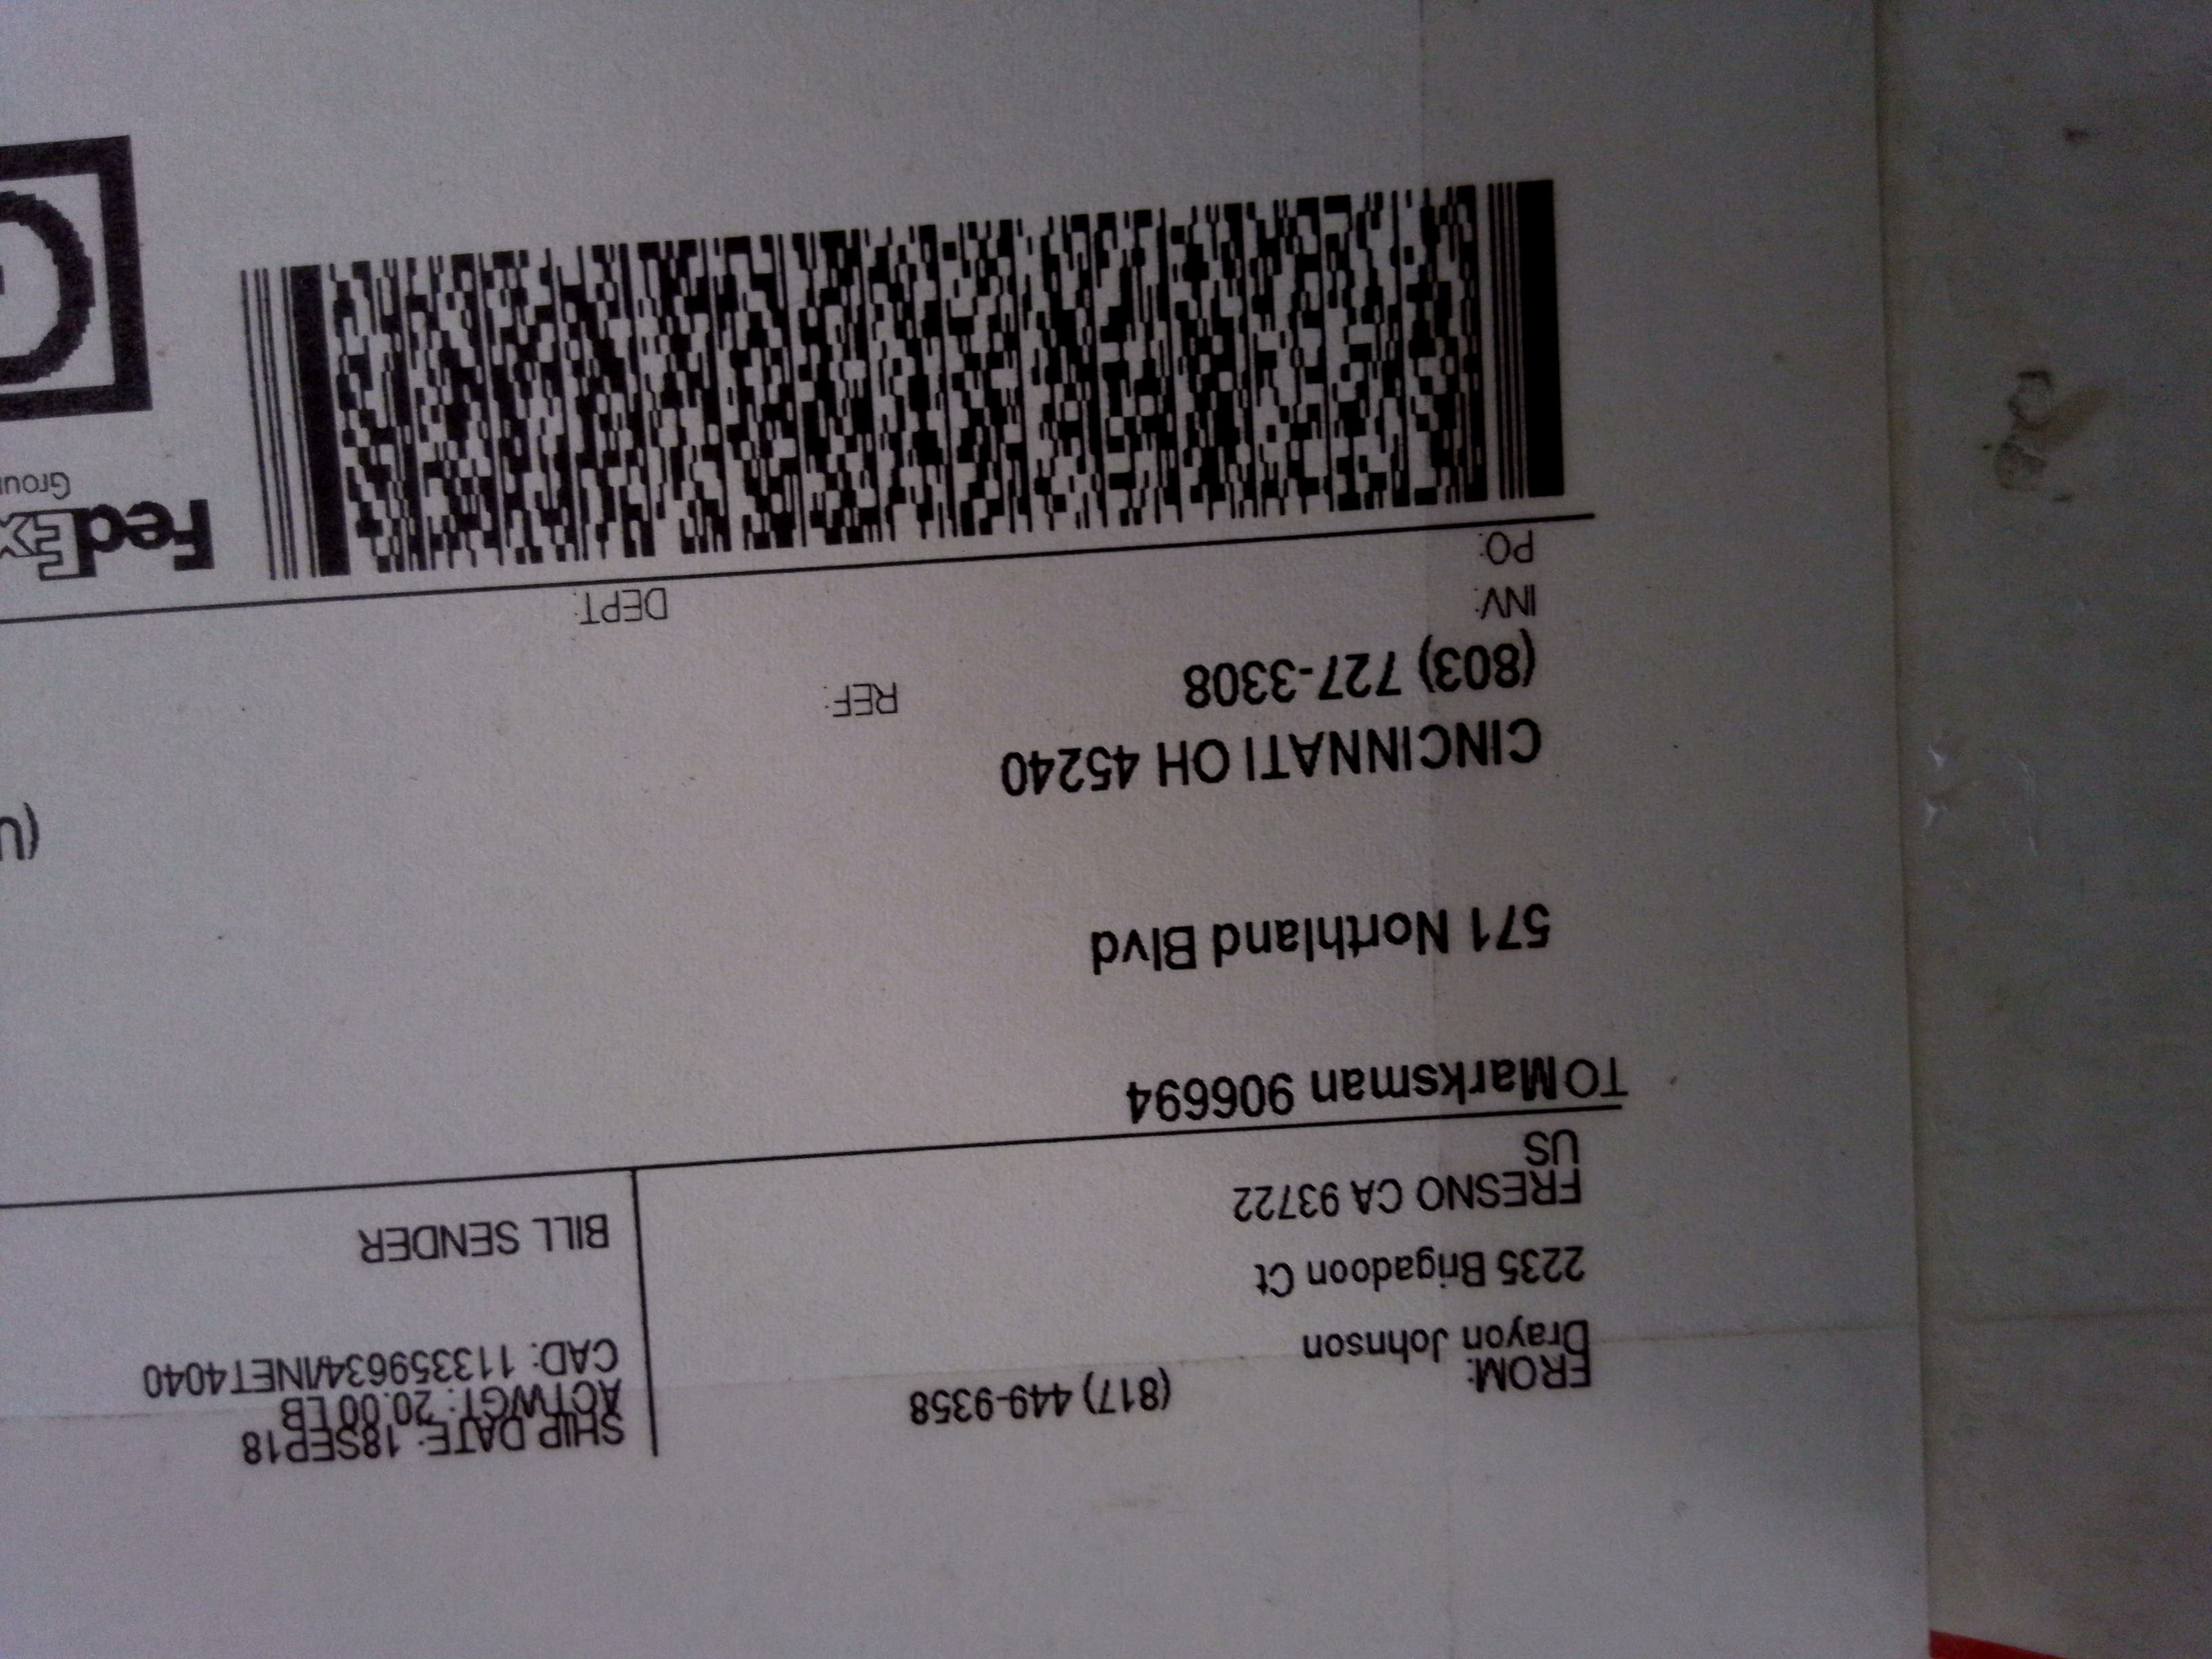 FROM: (817) 449-9358
Drayon Johnson
2235 Brigadoon Ct
FRESNO CA 93722
US
SHIP DATE: 18SEP18
ACTWGT: 20.00 LB
CAD: 113359634/INET4040
BILL SENDER
TO Marksman 906694
571 Northland Blvd
CINCINNATI OH 45240
(803) 727-3308 REF:
INV:
PO: DEPT:
(U
FedEx
Groun